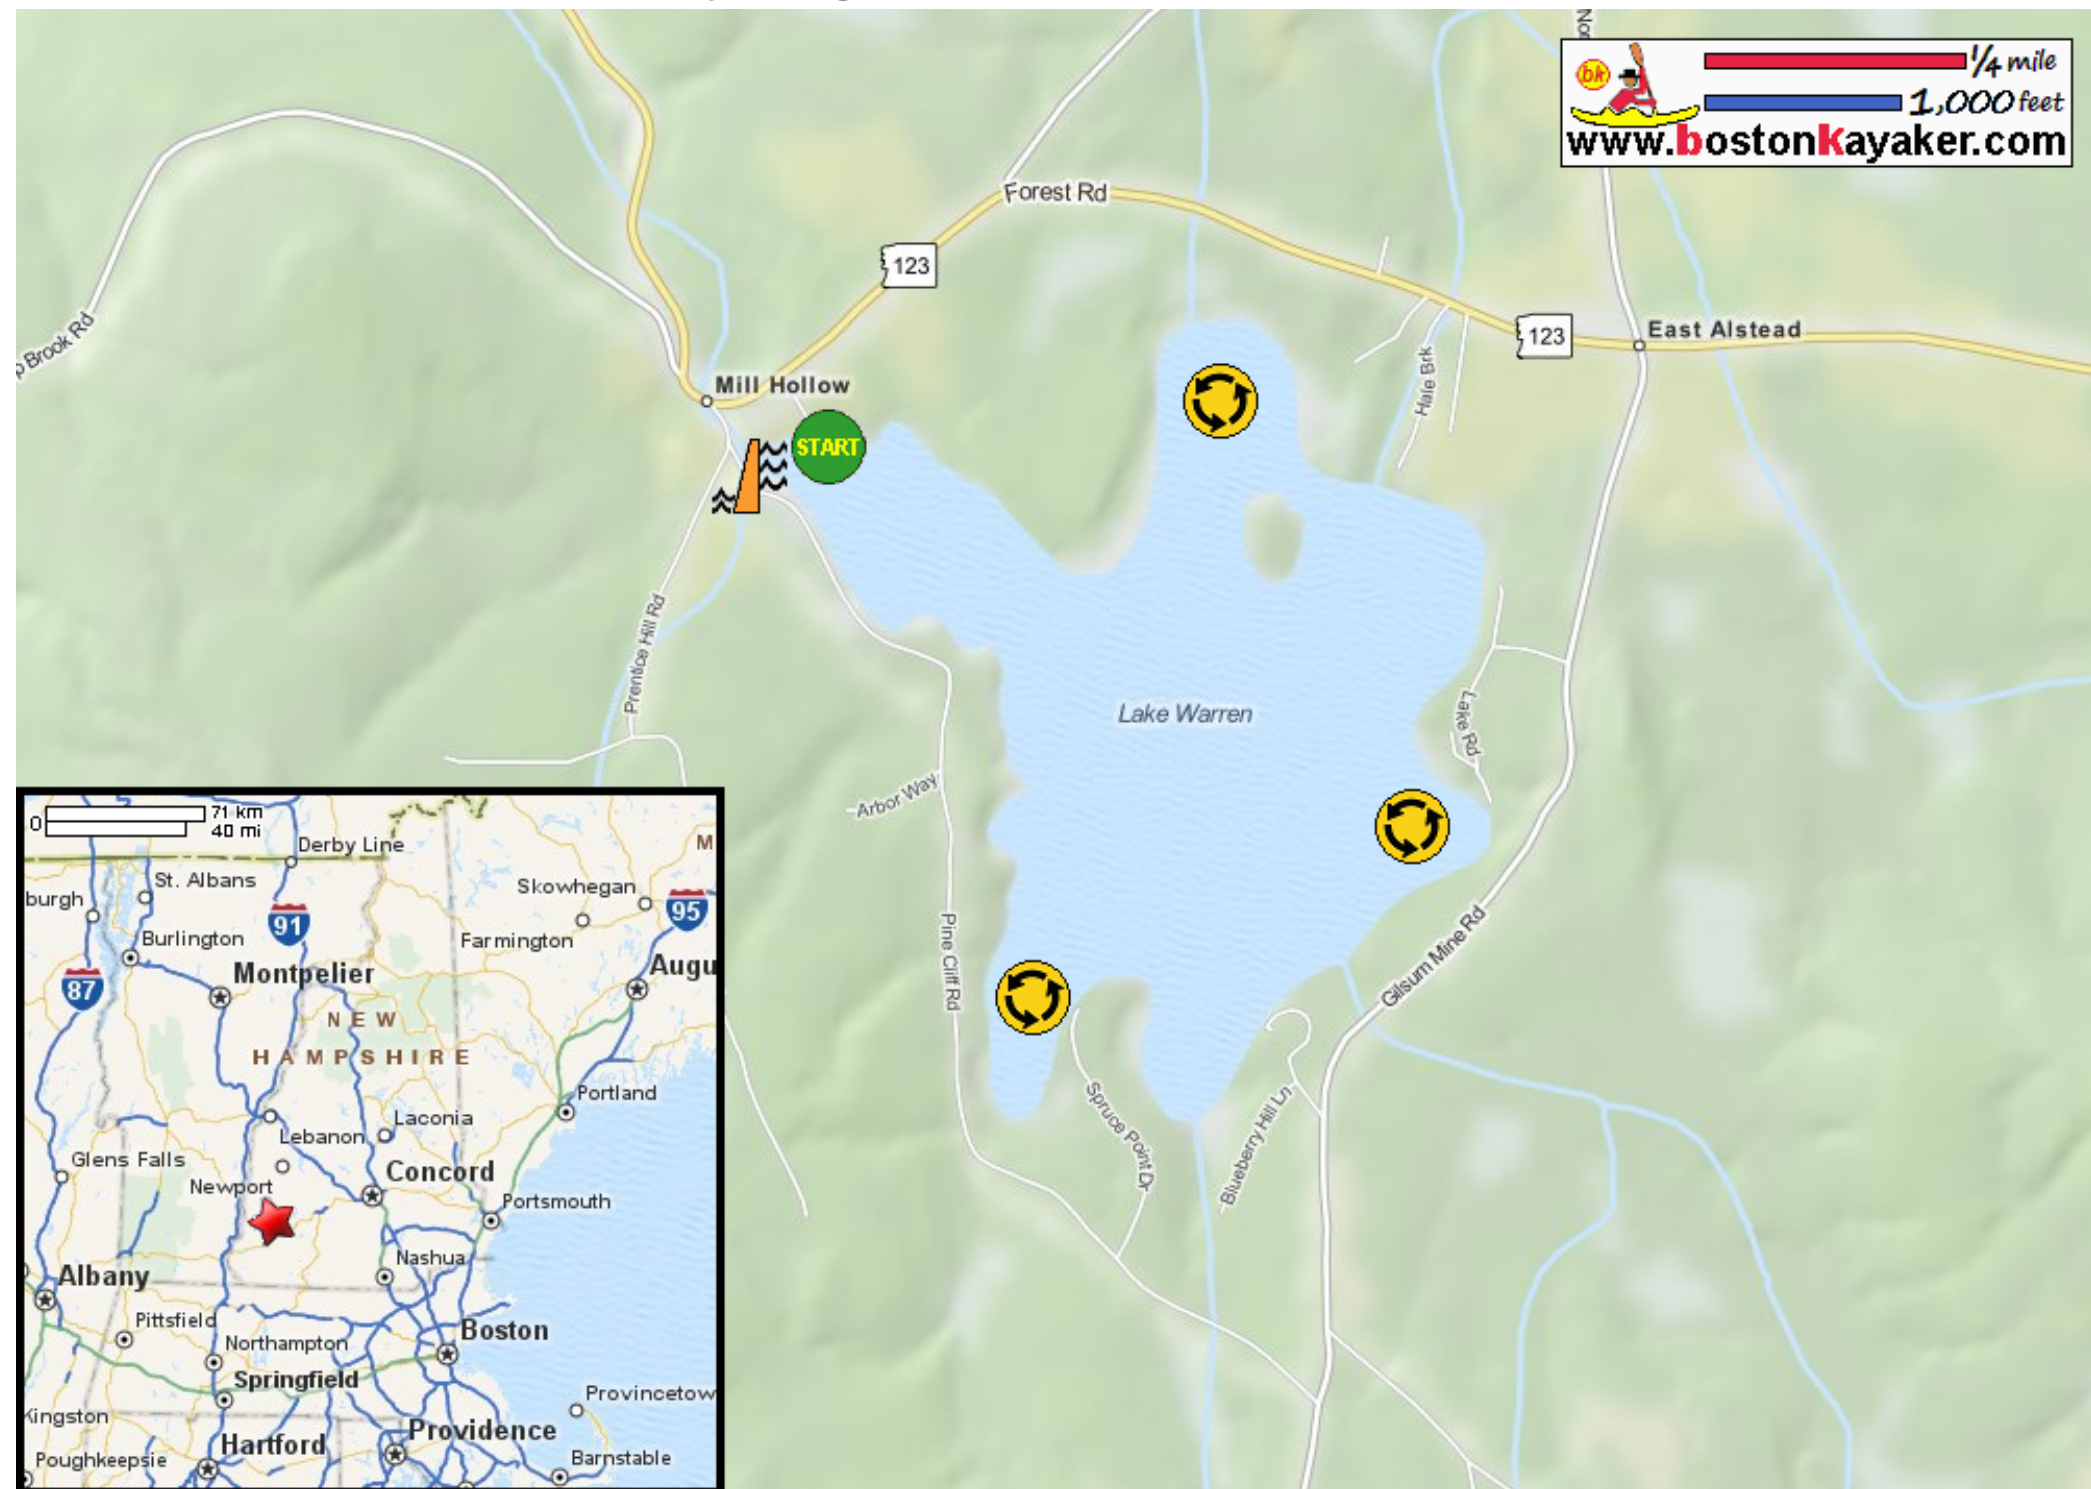 1/4 mile
bk
1,000 feet
www.bostonkayaker.com
Forest Rd
123
123
East Alstead
Brook Rd
Mill Hollow
Hale Brk
START
Prentice Hill Rd
Lake Warren
Lake Rd
Arbor Way
Pine Cliff Rd
Gilsum Mine Rd
Spruce Point Dr
Blueberry Hill Ln
0
71 km
40 mi
Derby Line
M
St. Albans
Skowhegan
burgh
91
95
Burlington
Farmington
Montpelier
Augu
87
NEW
HAMPSHIRE
Portland
Laconia
Lebanon
Glens Falls
Concord
Newport
Portsmouth
Nashua
Albany
Pittsfield
Boston
Northampton
Springfield
Provincetow
Kingston
Providence
Hartford
Poughkeepsie
Barnstable